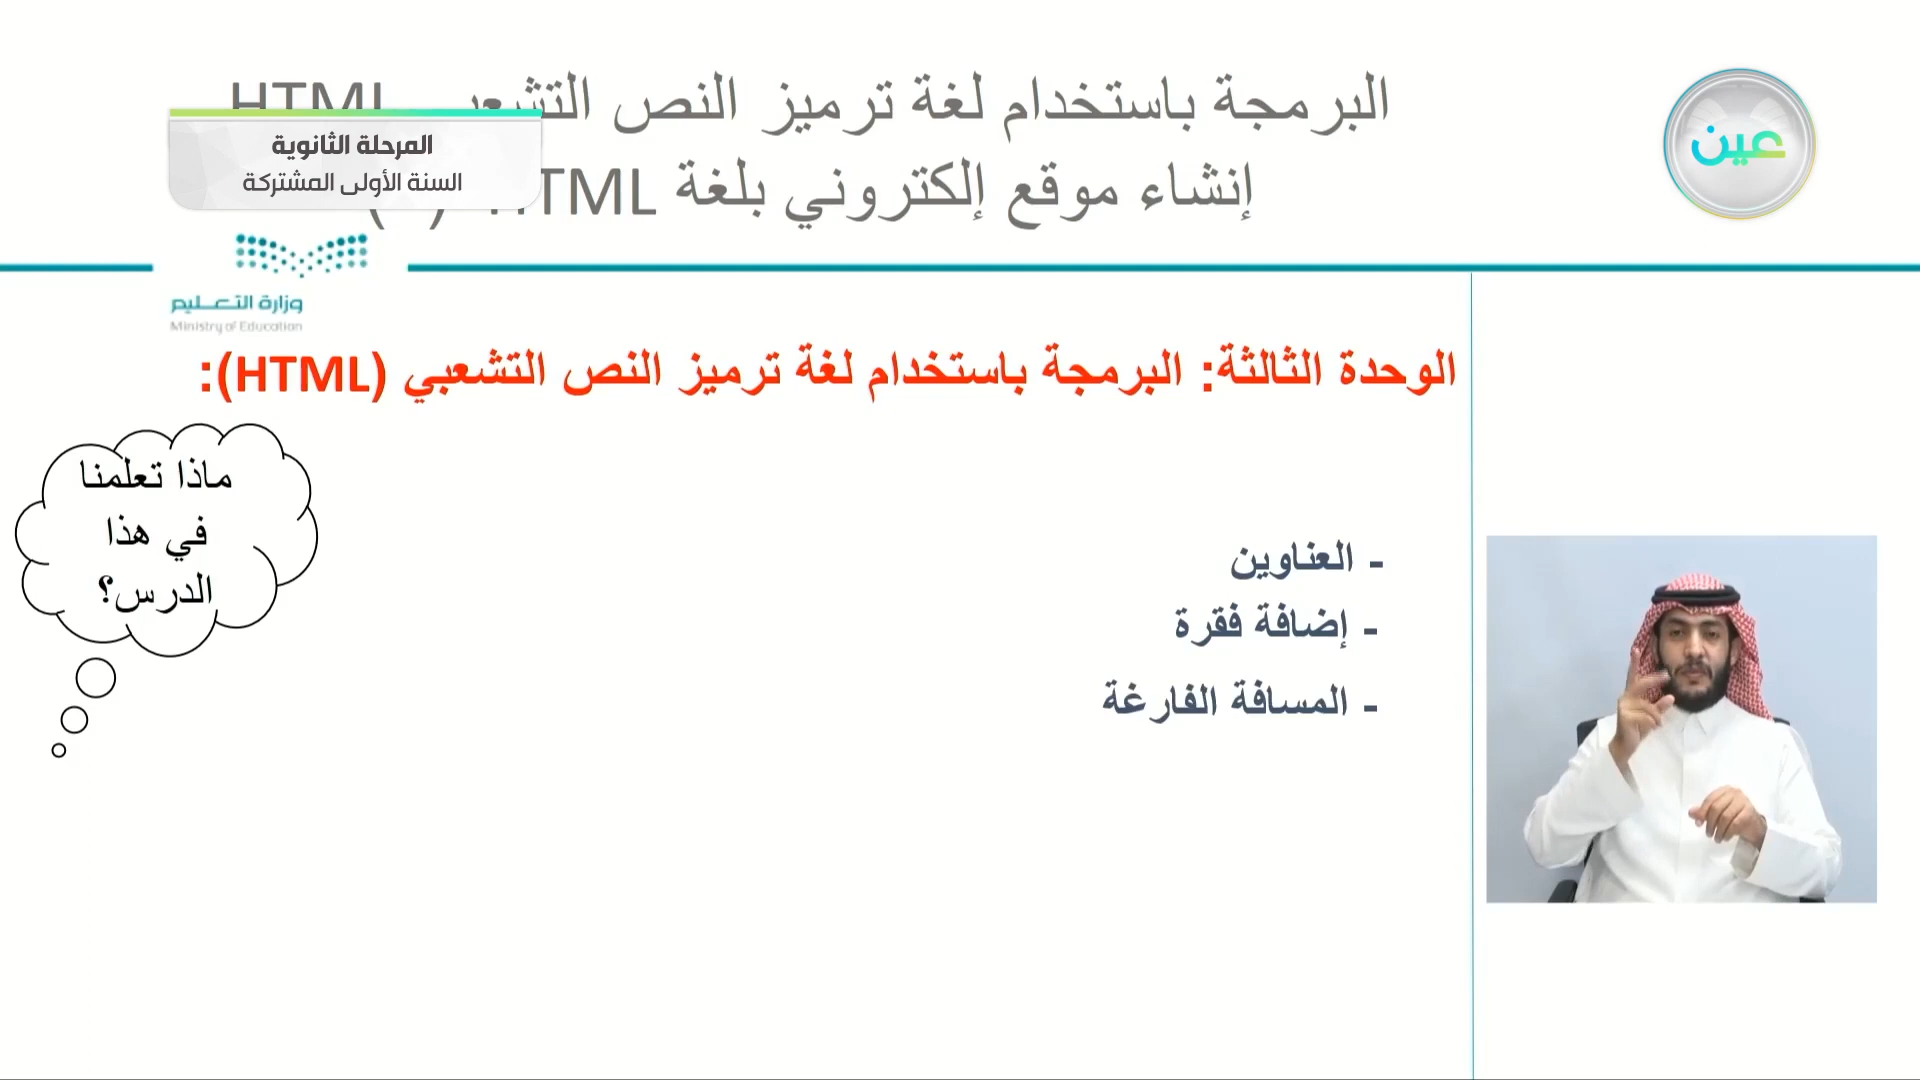 البرمجة باستخدام لغة ترميز النص HTML
إنشاء موقع إلكتروني بلغة HTML
عين
المرحلة الثانوية
السنة الأولى المشتركة
وزارة التعليم
Ministry of Education
الوحدة الثالثة: البرمجة باستخدام لغة ترميز النص التشعبي (HTML):
ماذا تعلمنا
في هذا
الدرس؟
- العناوين
- إضافة فقرة
- المسافة الفارغة